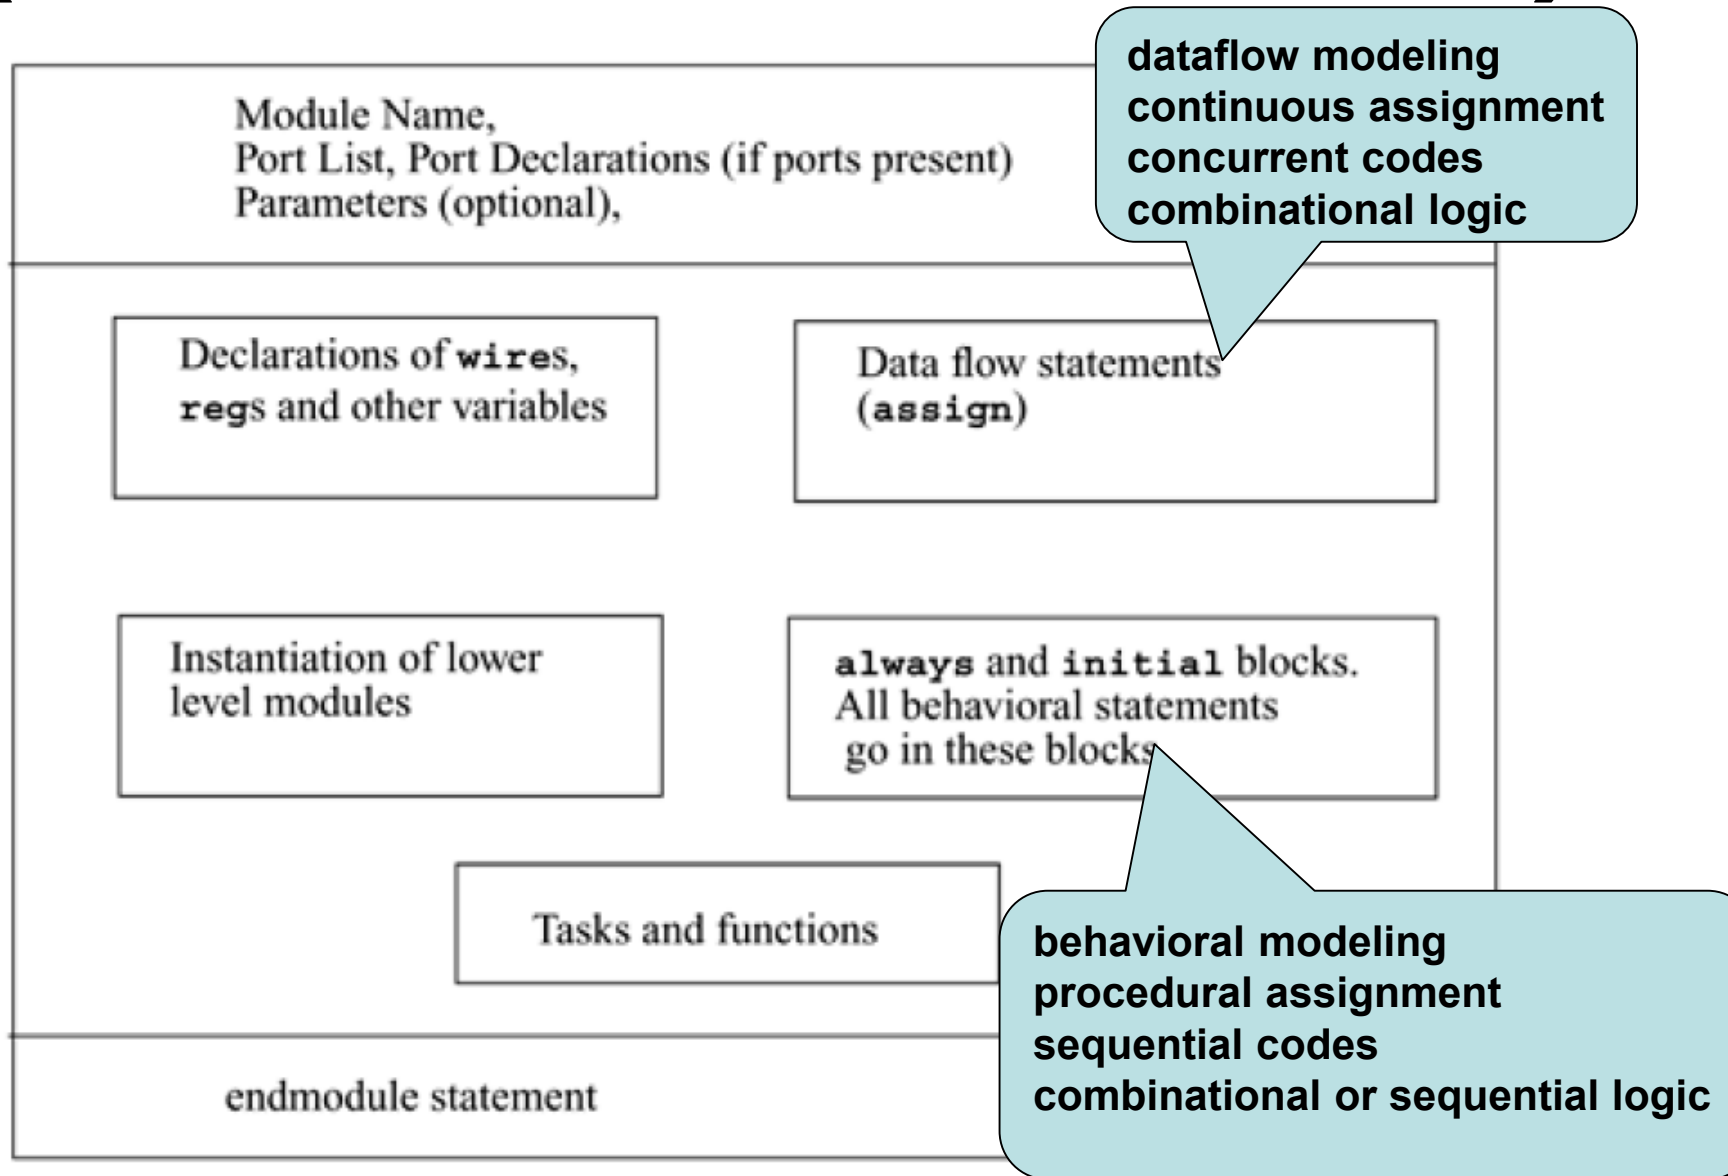 dataflow modeling
continuous assignment
concurrent codes
combinational logic
Module Name,
Port List, Port Declarations (if ports present)
Parameters (optional),
Declarations of wires,
regs and other variables
Data flow statements
(assign)
Instantiation of lower
level modules
always and initial blocks.
All behavioral statements
go in these blocks
Tasks and functions
behavioral modeling
procedural assignment
sequential codes
combinational or sequential logic
endmodule statement